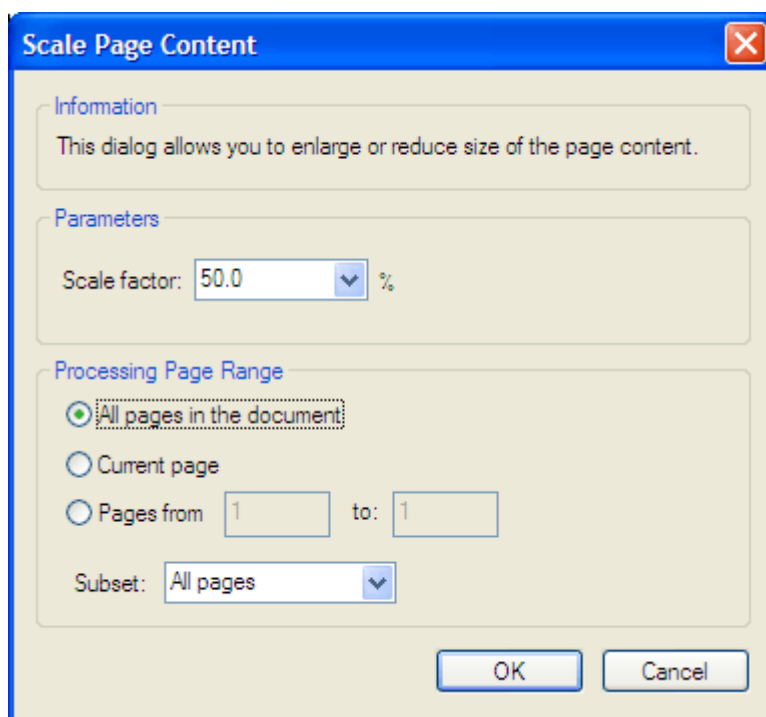 Scale Page Content
Information
This dialog allows you to enlarge or reduce size of the page content.
Parameters
Scale factor: 50.0 %
Processing Page Range
All pages in the document
Current page
Pages from 1 to: 1
Subset: All pages
OK Cancel